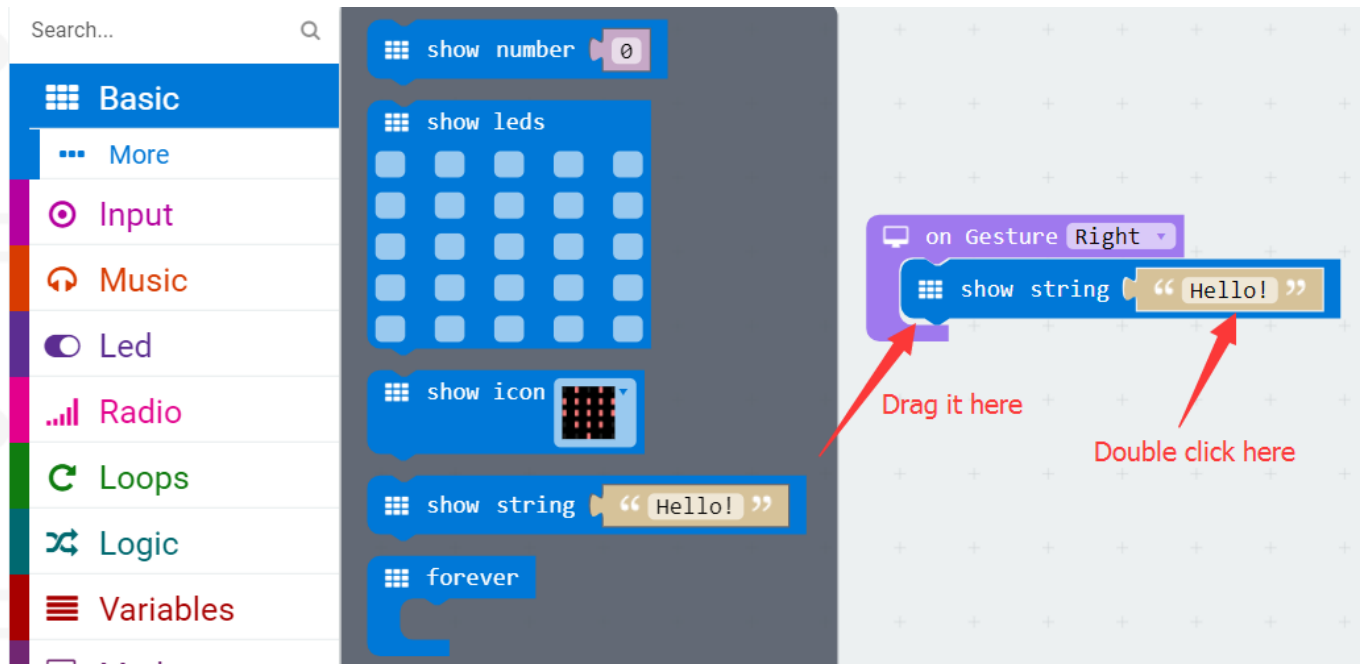 Search...
Basic
More
Input
Music
Led
Radio
Loops
Logic
Variables
show number 0
show leds
show icon
show string “ Hello! ”
forever
on Gesture Right
show string “ Hello! ”
Drag it here
Double click here